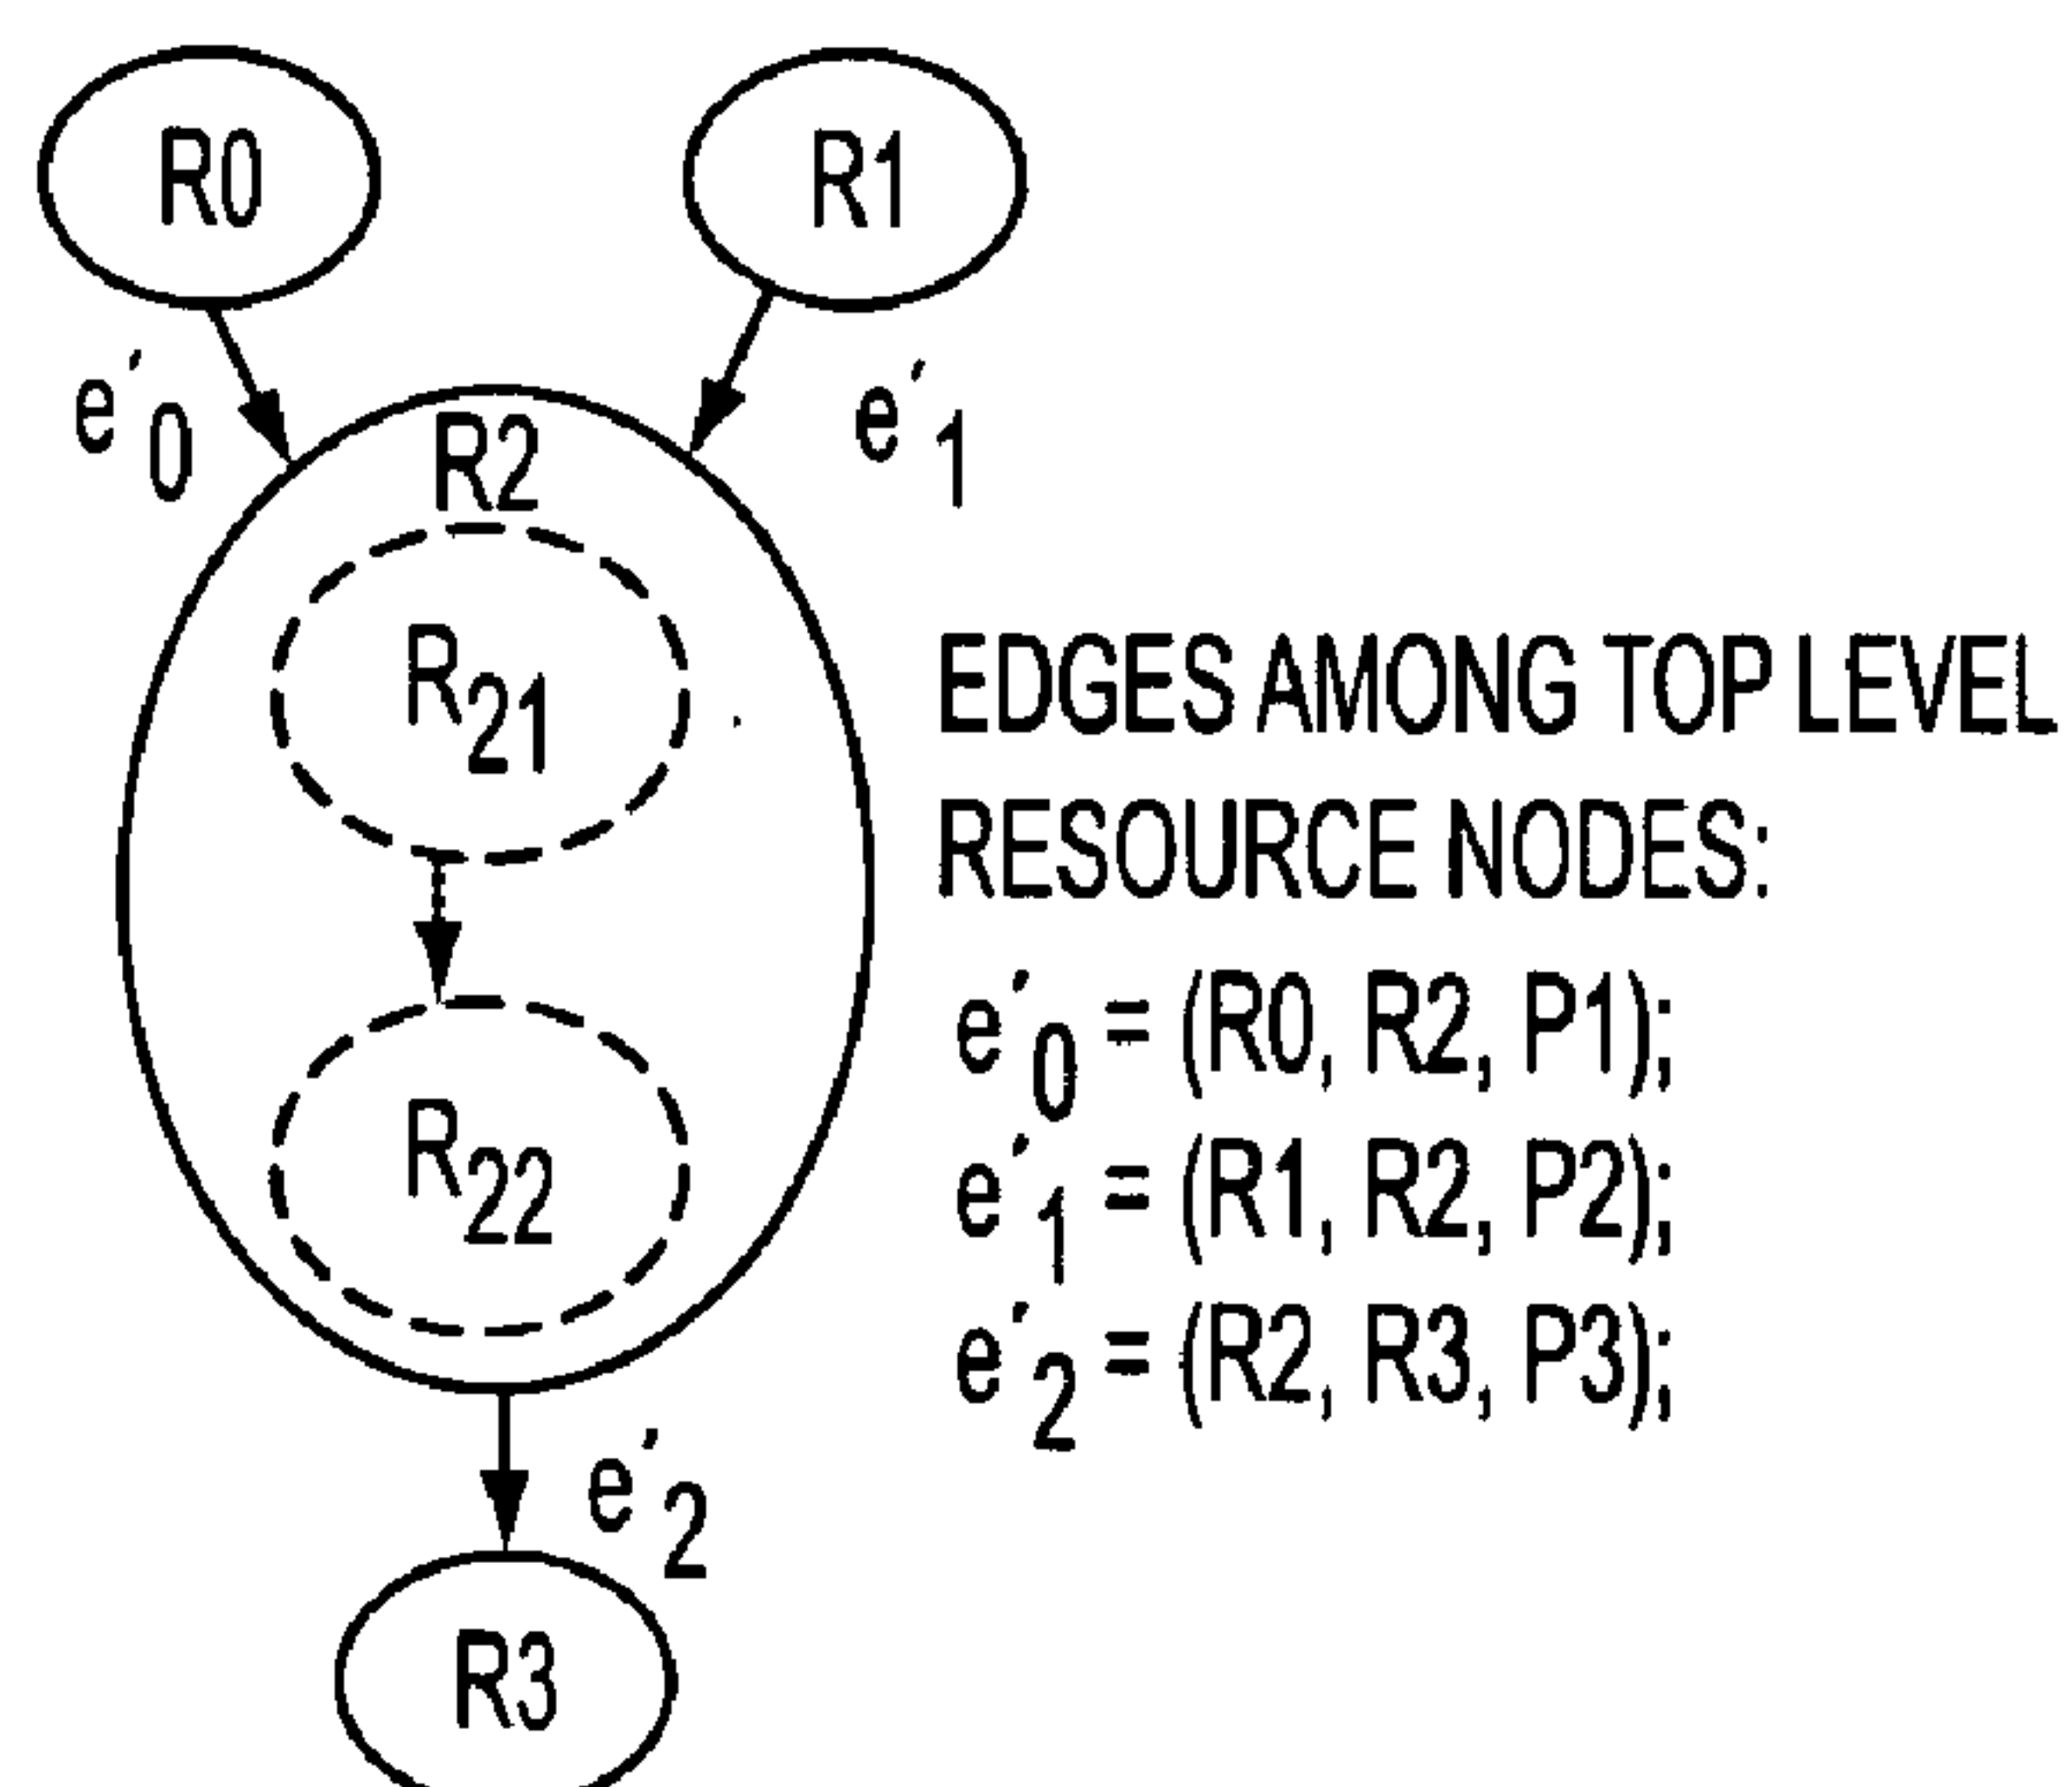 R0
R1
e'0
e'1
R2
R21
EDGES AMONG TOP LEVEL
RESOURCE NODES:
e'0 = (R0, R2, P1);
R22
e'1 = (R1, R2, P2);
e'2 = (R2, R3, P3);
e'2
R3